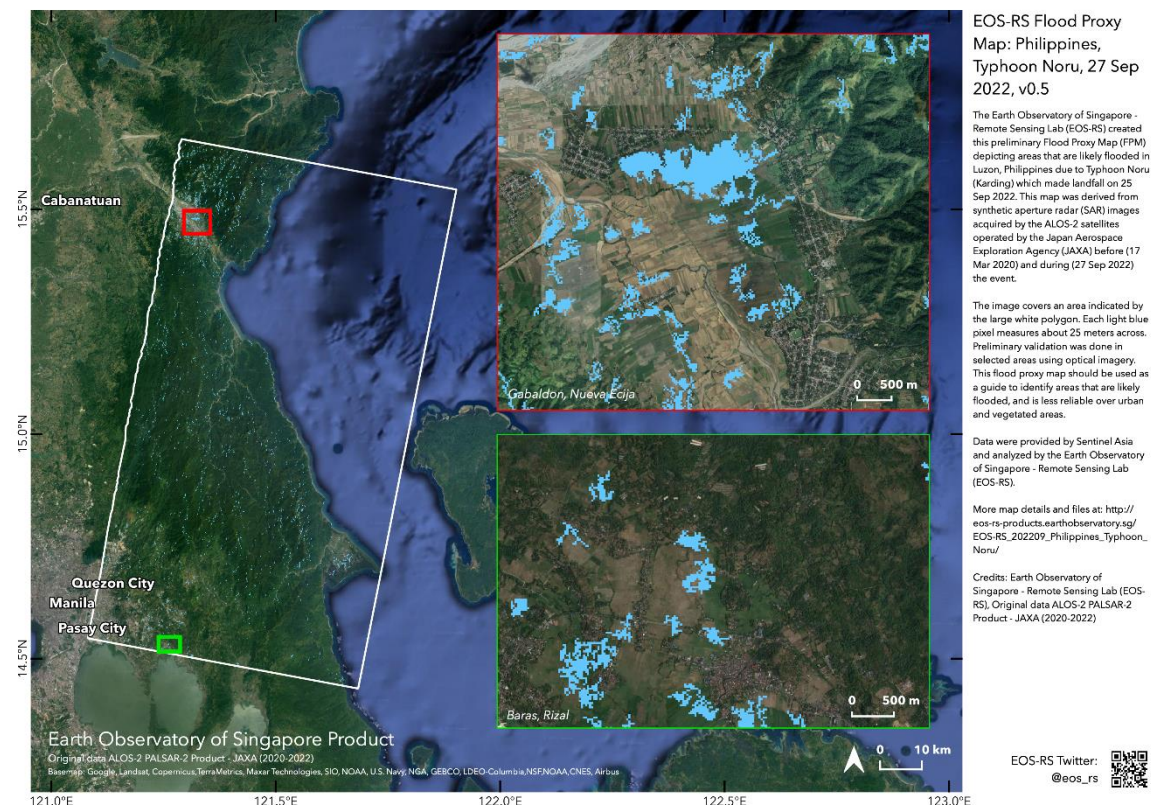 EOS-RS Flood Proxy
Map: Philippines,
Typhoon Noru, 27 Sep
2022, v0.5
The Earth Observatory of Singapore -
Remote Sensing Lab (EOS-RS) created
this preliminary Flood Proxy Map (FPM)
depicting areas that are likely flooded in
Luzon, Philippines due to Typhoon Noru
(Karding) which made landfall on 25
Sep 2022. This map was derived from
synthetic aperture radar (SAR) images
acquired by the ALOS-2 satellites
operated by the Japan Aerospace
Exploration Agency (JAXA) before (17
Mar 2020) and during (27 Sep 2022)
the event.
The image covers an area indicated by
the large white polygon. Each light blue
pixel measures about 25 meters across.
Preliminary validation was done in
selected areas using optical imagery.
This flood proxy map should be used as
a guide to identify areas that are likely
flooded, and is less reliable over urban
and vegetated areas.
Data were provided by Sentinel Asia
and analyzed by the Earth Observatory
of Singapore - Remote Sensing Lab
(EOS-RS).
More map details and files at: http://
eos-rs-products.earthobservatory.sg/
EOS-RS_202209_Philippines_Typhoon_
Noru/
Credits: Earth Observatory of
Singapore - Remote Sensing Lab (EOS-
RS), Original data ALOS-2 PALSAR-2
Product - JAXA (2020-2022)
EOS-RS Twitter:
@eos_rs
Cabanatuan
Quezon City
Manila
Pasay City
15.5°N
15.0°N
14.5°N
0 500 m
Gabaldon, Nueva Ecija
0 500 m
Baras, Rizal
0 10 km
Earth Observatory of Singapore Product
Original data ALOS-2 PALSAR-2 Product - JAXA (2020-2022)
Basemap: Google, Landsat, Copernicus,TerraMetrics, Maxar Technologies, SIO, NOAA, U.S. Navy, NGA, GEBCO, LDEO-Columbia,NSF,NOAA,CNES, Airbus
121.0°E 121.5°E 122.0°E 122.5°E 123.0°E